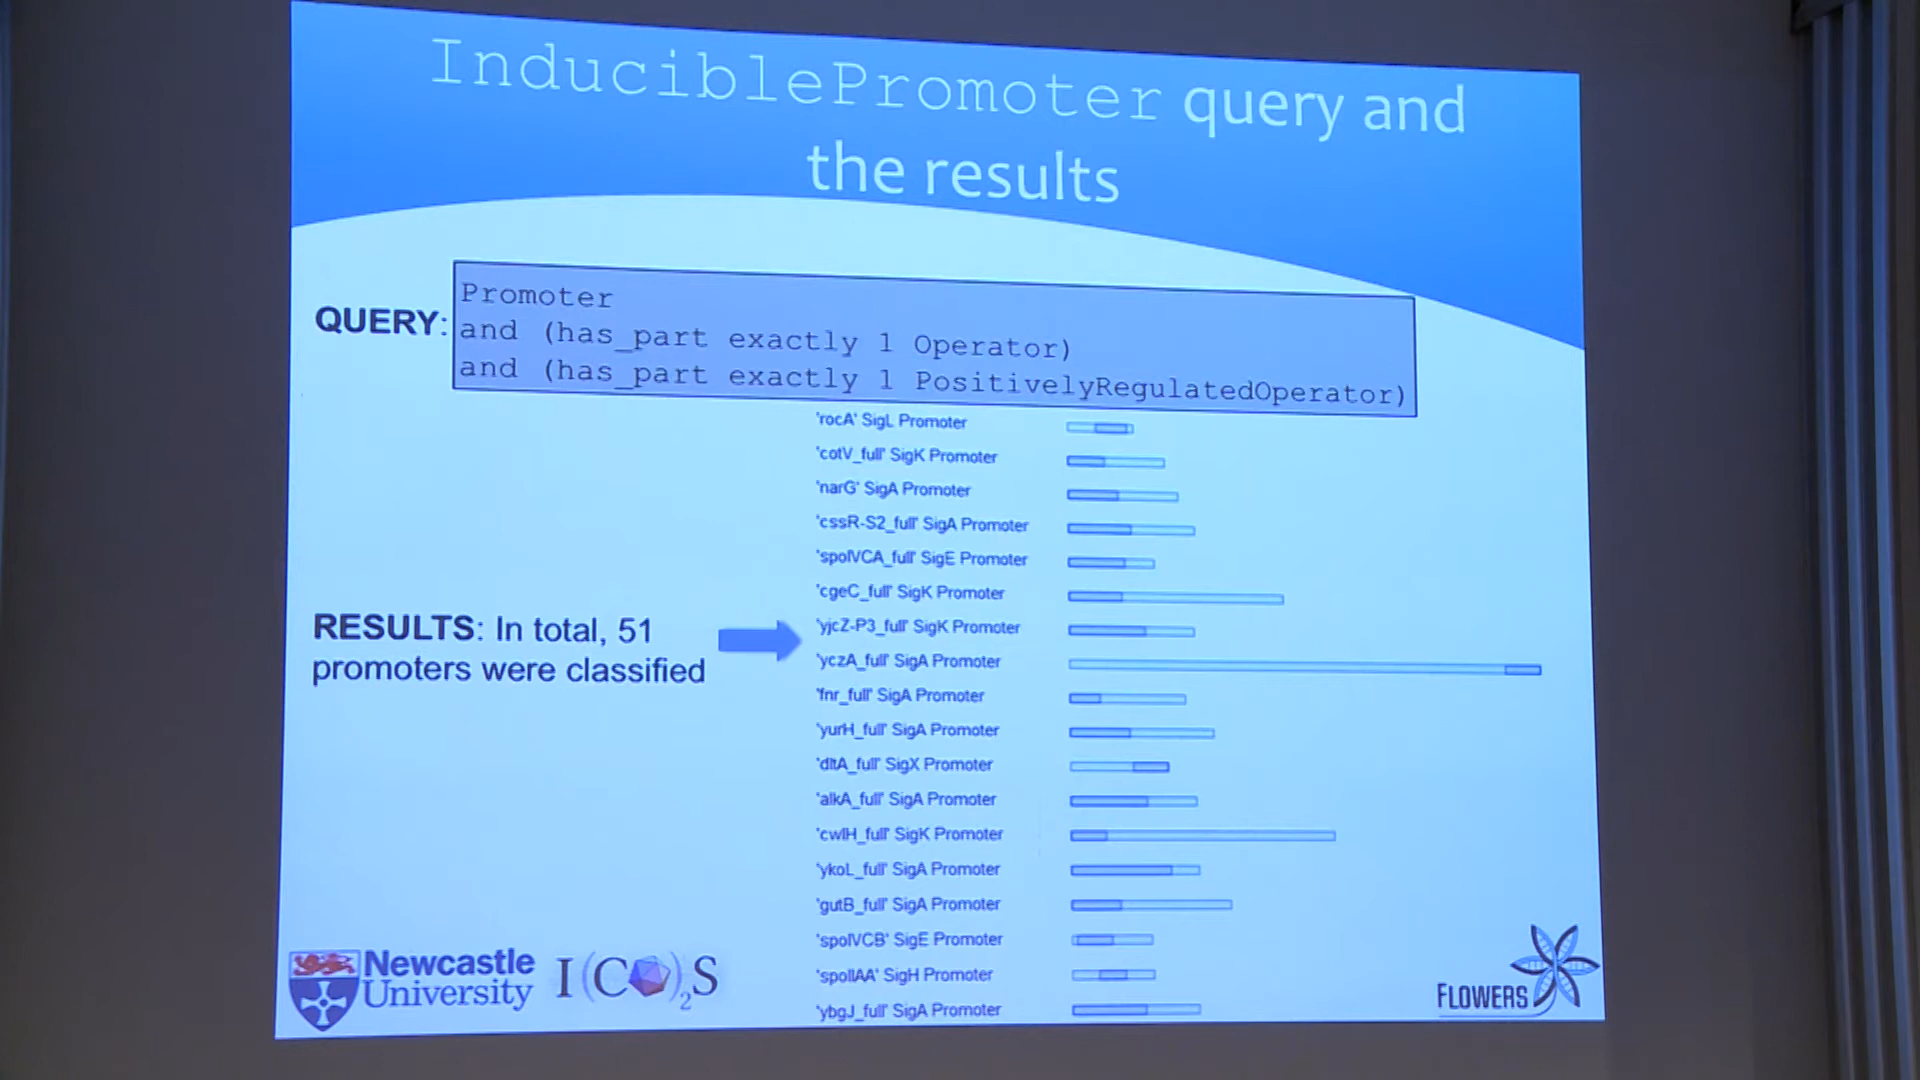 InduciblePromoter query and
the results
QUERY:
Promoter
and (has_part exactly 1 Operator)
and (has_part exactly 1 PositivelyRegulatedOperator)
RESULTS: In total, 51
promoters were classified
'rocA' SigL Promoter
'cotV_full' SigK Promoter
'narG' SigA Promoter
'cssR-S2_full' SigA Promoter
'spoIVCA_full' SigE Promoter
'cgeC_full' SigK Promoter
'yjcZ-P3_full' SigK Promoter
'yczA_full' SigA Promoter
'fnr_full' SigA Promoter
'yurH_full' SigA Promoter
'dltA_full' SigX Promoter
'alkA_full' SigA Promoter
'cwlH_full' SigK Promoter
'ykoL_full' SigA Promoter
'gutB_full' SigA Promoter
'spoIVCB' SigE Promoter
'spoIIAA' SigH Promoter
'ybgJ_full' SigA Promoter
Newcastle
University
I(CO)2S
FLOWERS